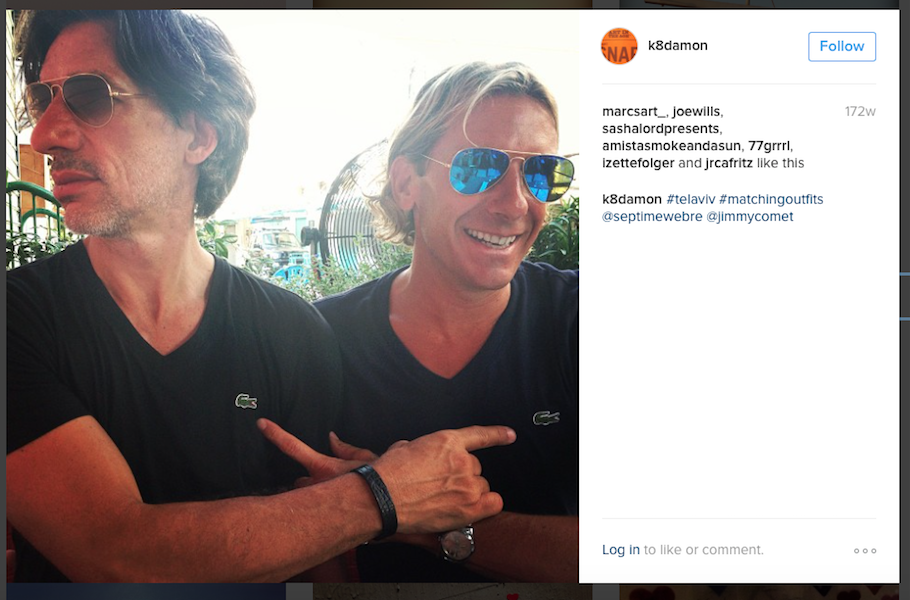 k8damon
Follow
marcsart_, joewills,
172w
sashalordpresents,
amistasmokeandasun, 77grrrl,
izettefolger and jrcafritz like this
k8damon #telaviv #matchingoutfits
@septimewebre @jimmycomet
Log in to like or comment.